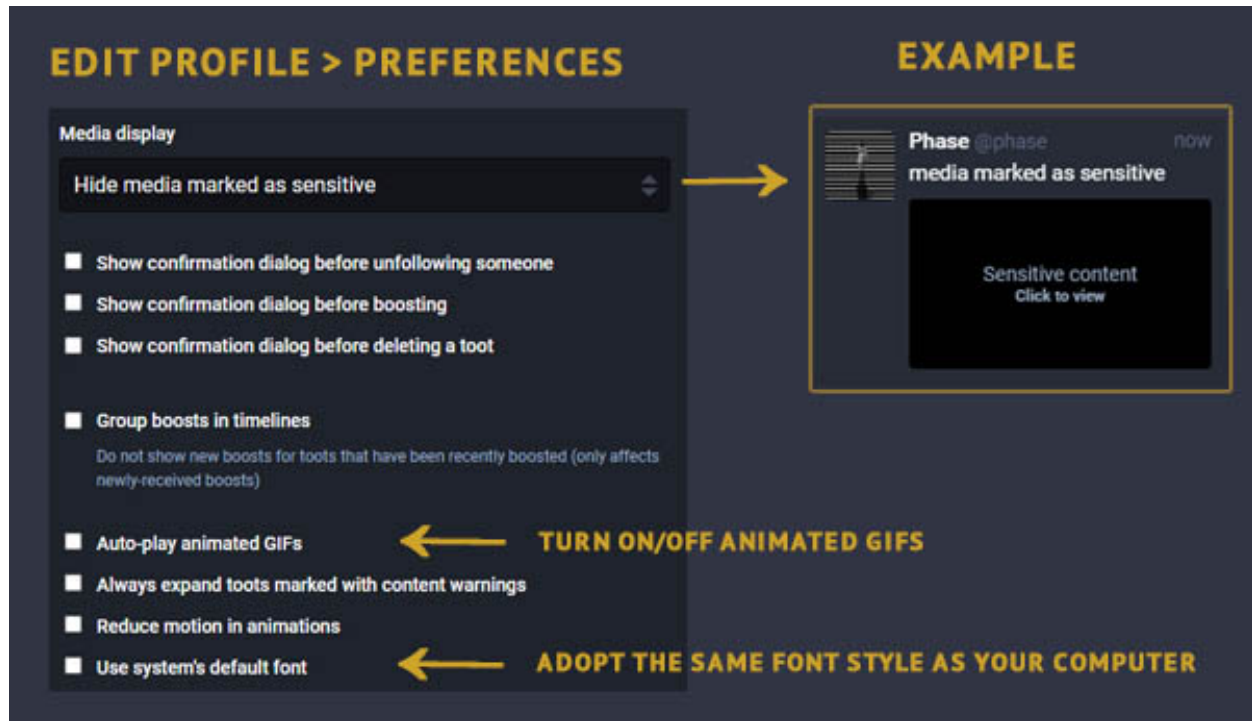 EDIT PROFILE > PREFERENCES
EXAMPLE
Media display
Hide media marked as sensitive
Phase @phase now
media marked as sensitive
Sensitive content
Click to view
Show confirmation dialog before unfollowing someone
Show confirmation dialog before boosting
Show confirmation dialog before deleting a toot
Group boosts in timelines
Do not show new boosts for toots that have been recently boosted (only affects
newly-received boosts)
Auto-play animated GIFs
TURN ON/OFF ANIMATED GIFS
Always expand toots marked with content warnings
Reduce motion in animations
Use system's default font
ADOPT THE SAME FONT STYLE AS YOUR COMPUTER